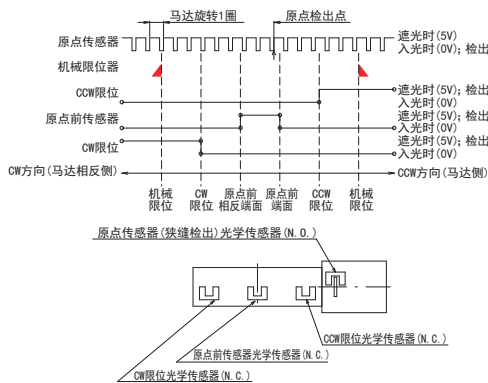 马达旋转1圈
原点检出点
原点传感器
遮光时(5V)
入光时(0V); 检出
机械限位器
CCW限位
遮光时(5V); 检出
入光时(0V)
原点前传感器
遮光时(5V); 检出
入光时(0V)
CW限位
遮光时(5V); 检出
入光时(0V)
CW方向(马达相反侧)
CCW方向(马达侧)
机械
限位
CW
限位
原点前
相反端面
原点前
端面
CCW
限位
机械
限位
原点传感器(狭缝检出)光学传感器(N.O.)
CCW限位光学传感器(N.C.)
原点前传感器光学传感器(N.C.)
CW限位光学传感器(N.C.)